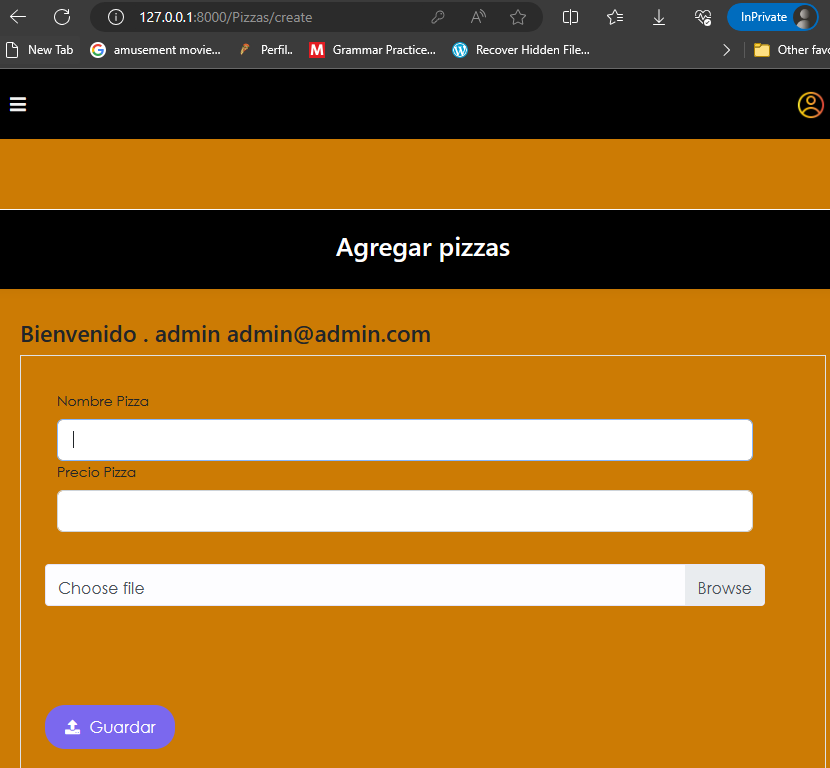 127.0.0.1:8000/Pizzas/create
InPrivate
New Tab
amusement movie...
Perfil..
M
Grammar Practice...
Recover Hidden File...
Other favo
Agregar pizzas
Bienvenido . admin admin@admin.com
Nombre Pizza
Precio Pizza
Choose file
Browse
Guardar